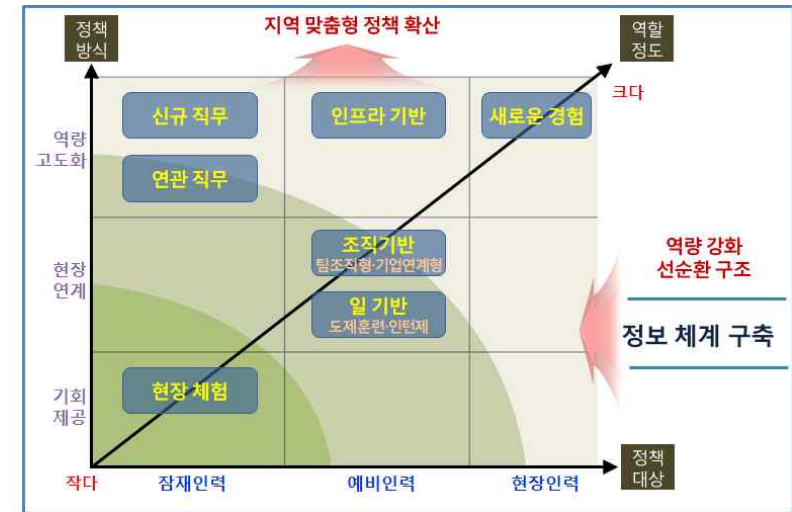 정책
방식
지역 맞춤형 정책 확산
역할
정도
크다
신규 직무
인프라 기반
새로운 경험
역량
고도화
연관 직무
조직기반
팀조직형·기업연계형
역량 강화
선순환 구조
현장
연계
일 기반
도제훈련·인턴제
정보 체계 구축
현장 체험
기회
제공
정책
대상
작다
잠재인력
예비인력
현장인력